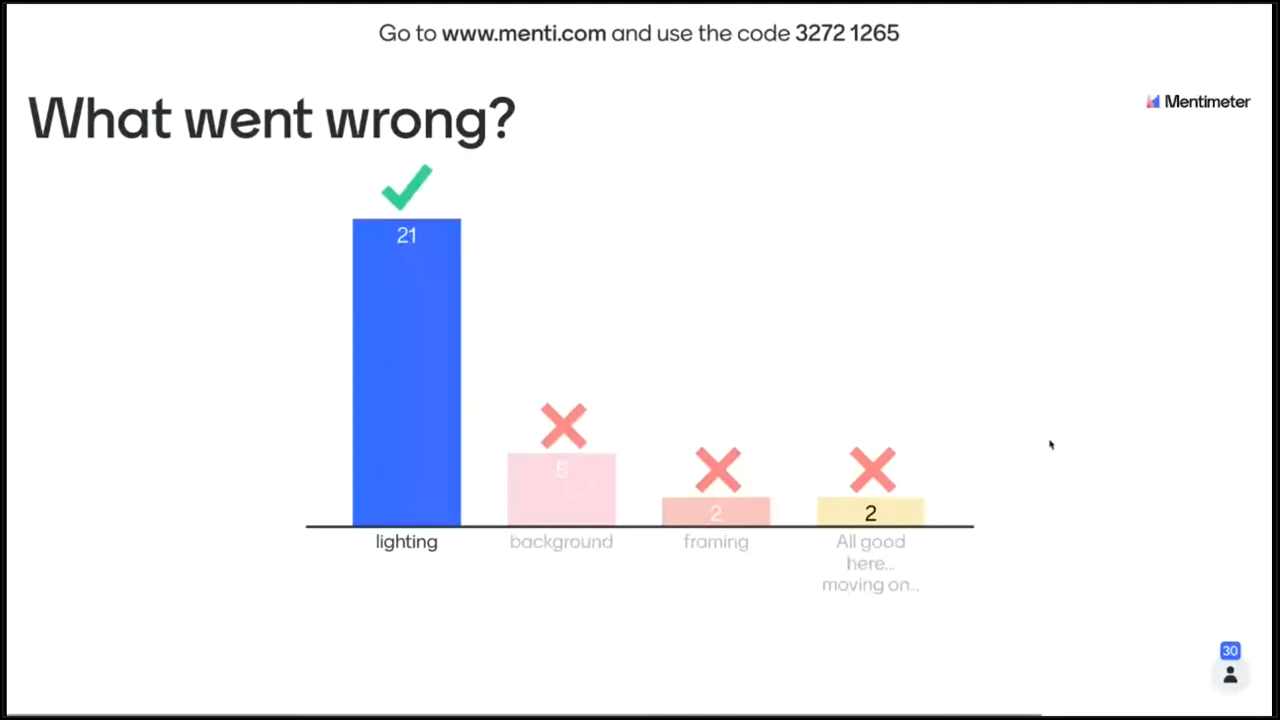 Go to www.menti.com and use the code 3272 1265
What went wrong?
Mentimeter
21
2
2
lighting
background
framing
All good
here...
moving on...
30